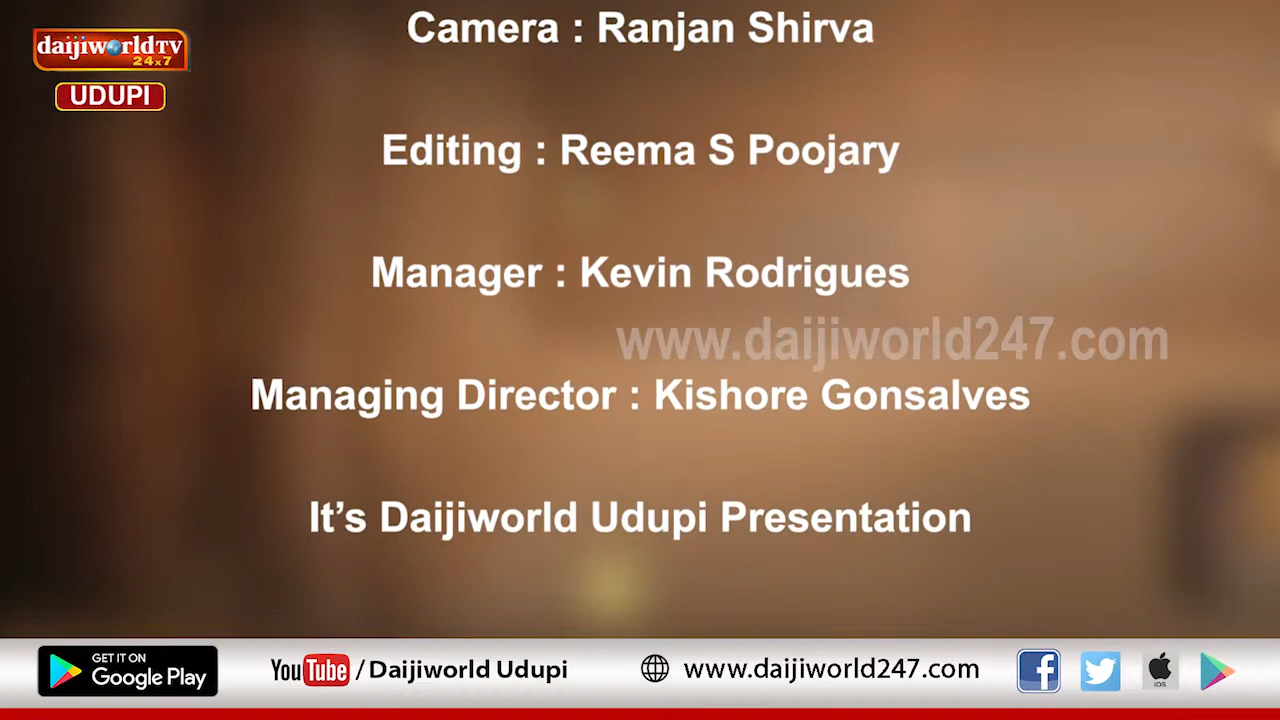 Camera : Ranjan Shirva
daijiworldTV
24x7
UDUPI
Editing : Reema S Poojary
Manager : Kevin Rodrigues
www.daijiworld247.com
Managing Director : Kishore Gonsalves
It’s Daijiworld Udupi Presentation
GET IT ON
Google Play
YouTube / Daijiworld Udupi
www.daijiworld247.com
f
iOS